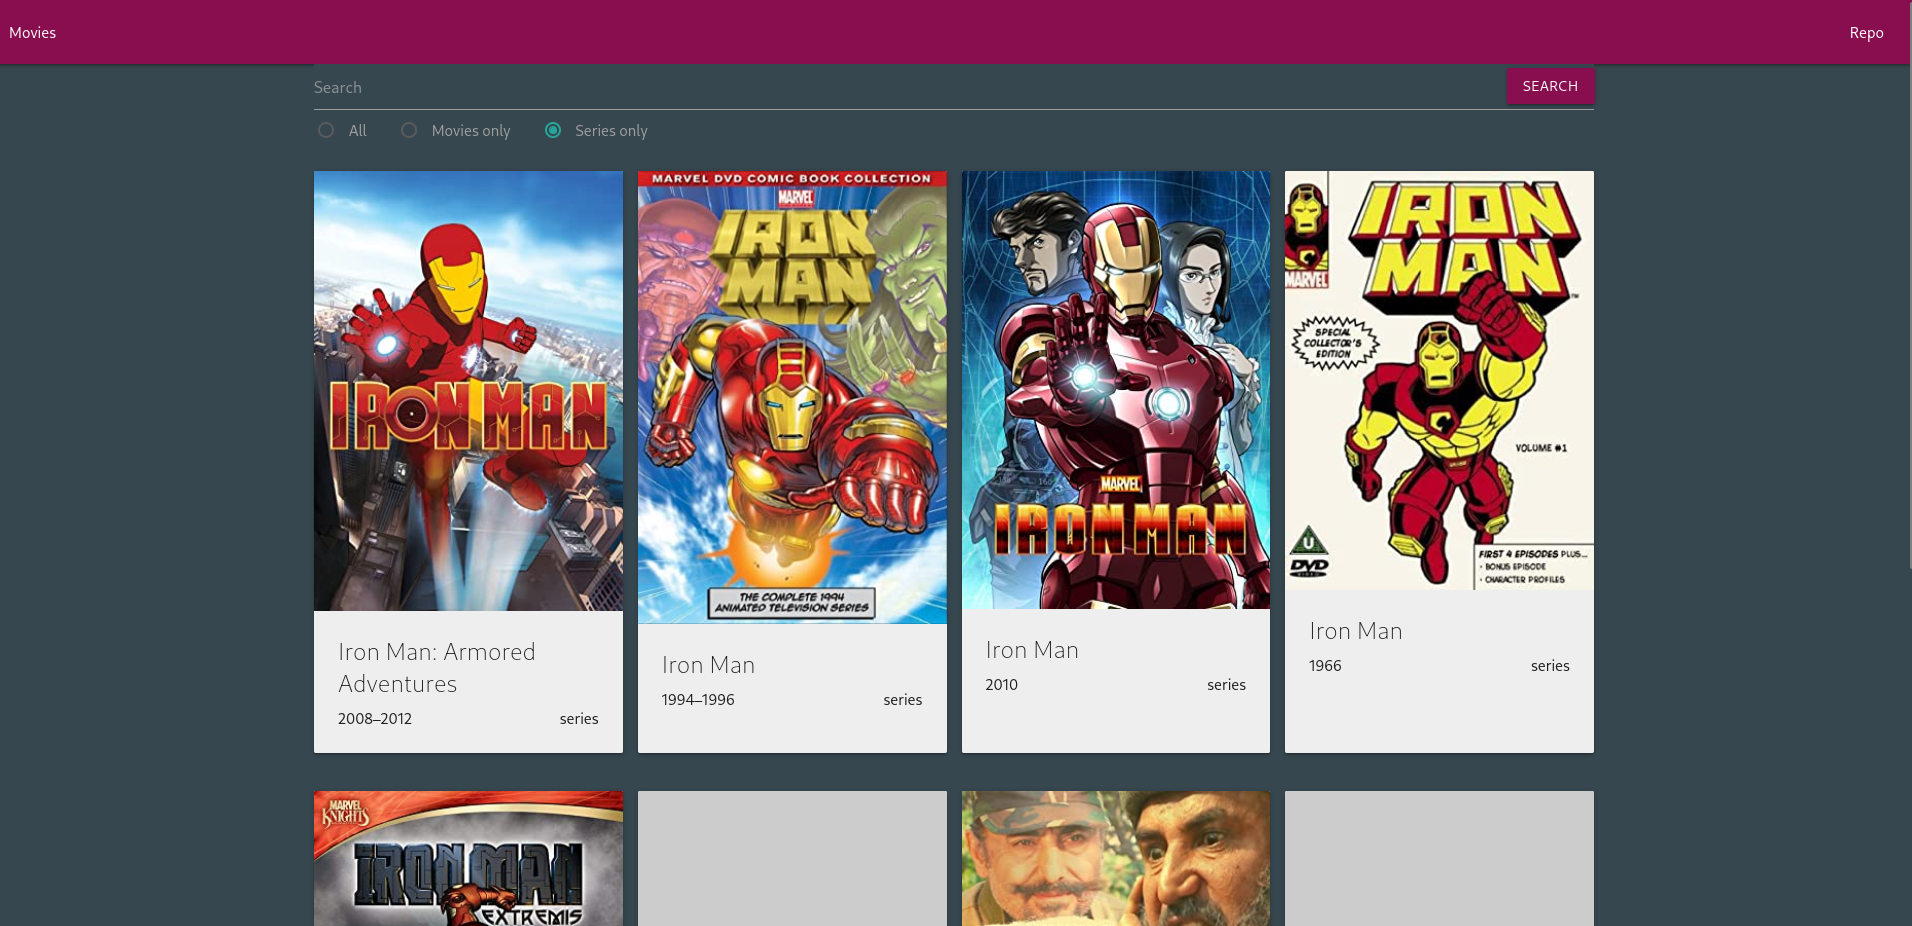 Movies
Repo
Search
SEARCH
All
Movies only
Series only
IRON MAN
Iron Man: Armored
Adventures
2008–2012
series
MARVEL DVD COMIC BOOK COLLECTION
MARVEL
IRON
MAN
THE COMPLETE 1994
ANIMATED TELEVISION SERIES
Iron Man
1994–1996
series
MARVEL
IRON MAN
Iron Man
2010
series
MARVEL
IRON
MAN
SPECIAL
COLLECTOR'S
EDITION
VOLUME #1
U
DVD
VIDEO
FIRST 4 EPISODES PLUS...
· BONUS EPISODE
· CHARACTER PROFILES
Iron Man
1966
series
MARVEL
KNIGHTS
IRON MAN
EXTREMIS